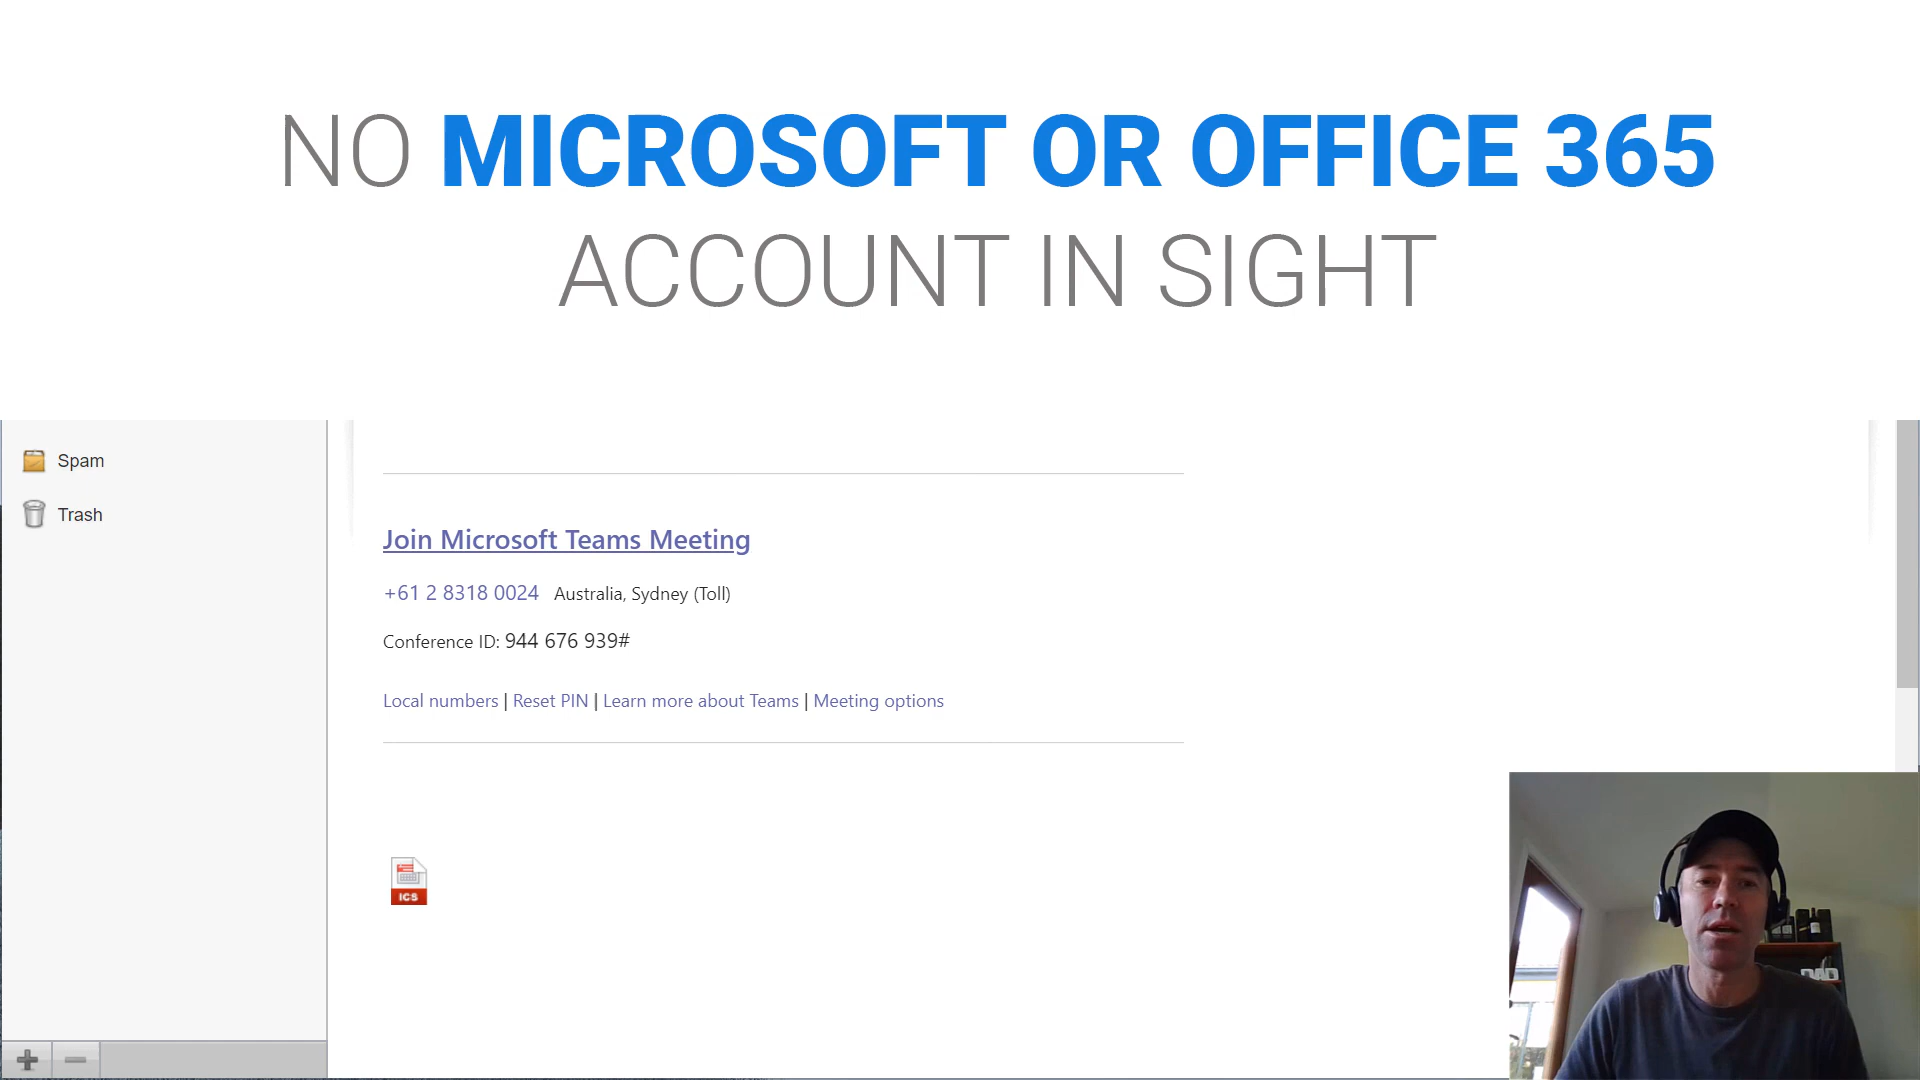 NO MICROSOFT OR OFFICE 365
ACCOUNT IN SIGHT
Spam
Trash
Join Microsoft Teams Meeting
+61 2 8318 0024 Australia, Sydney (Toll)
Conference ID: 944 676 939#
Local numbers | Reset PIN | Learn more about Teams | Meeting options
ICS
DAD